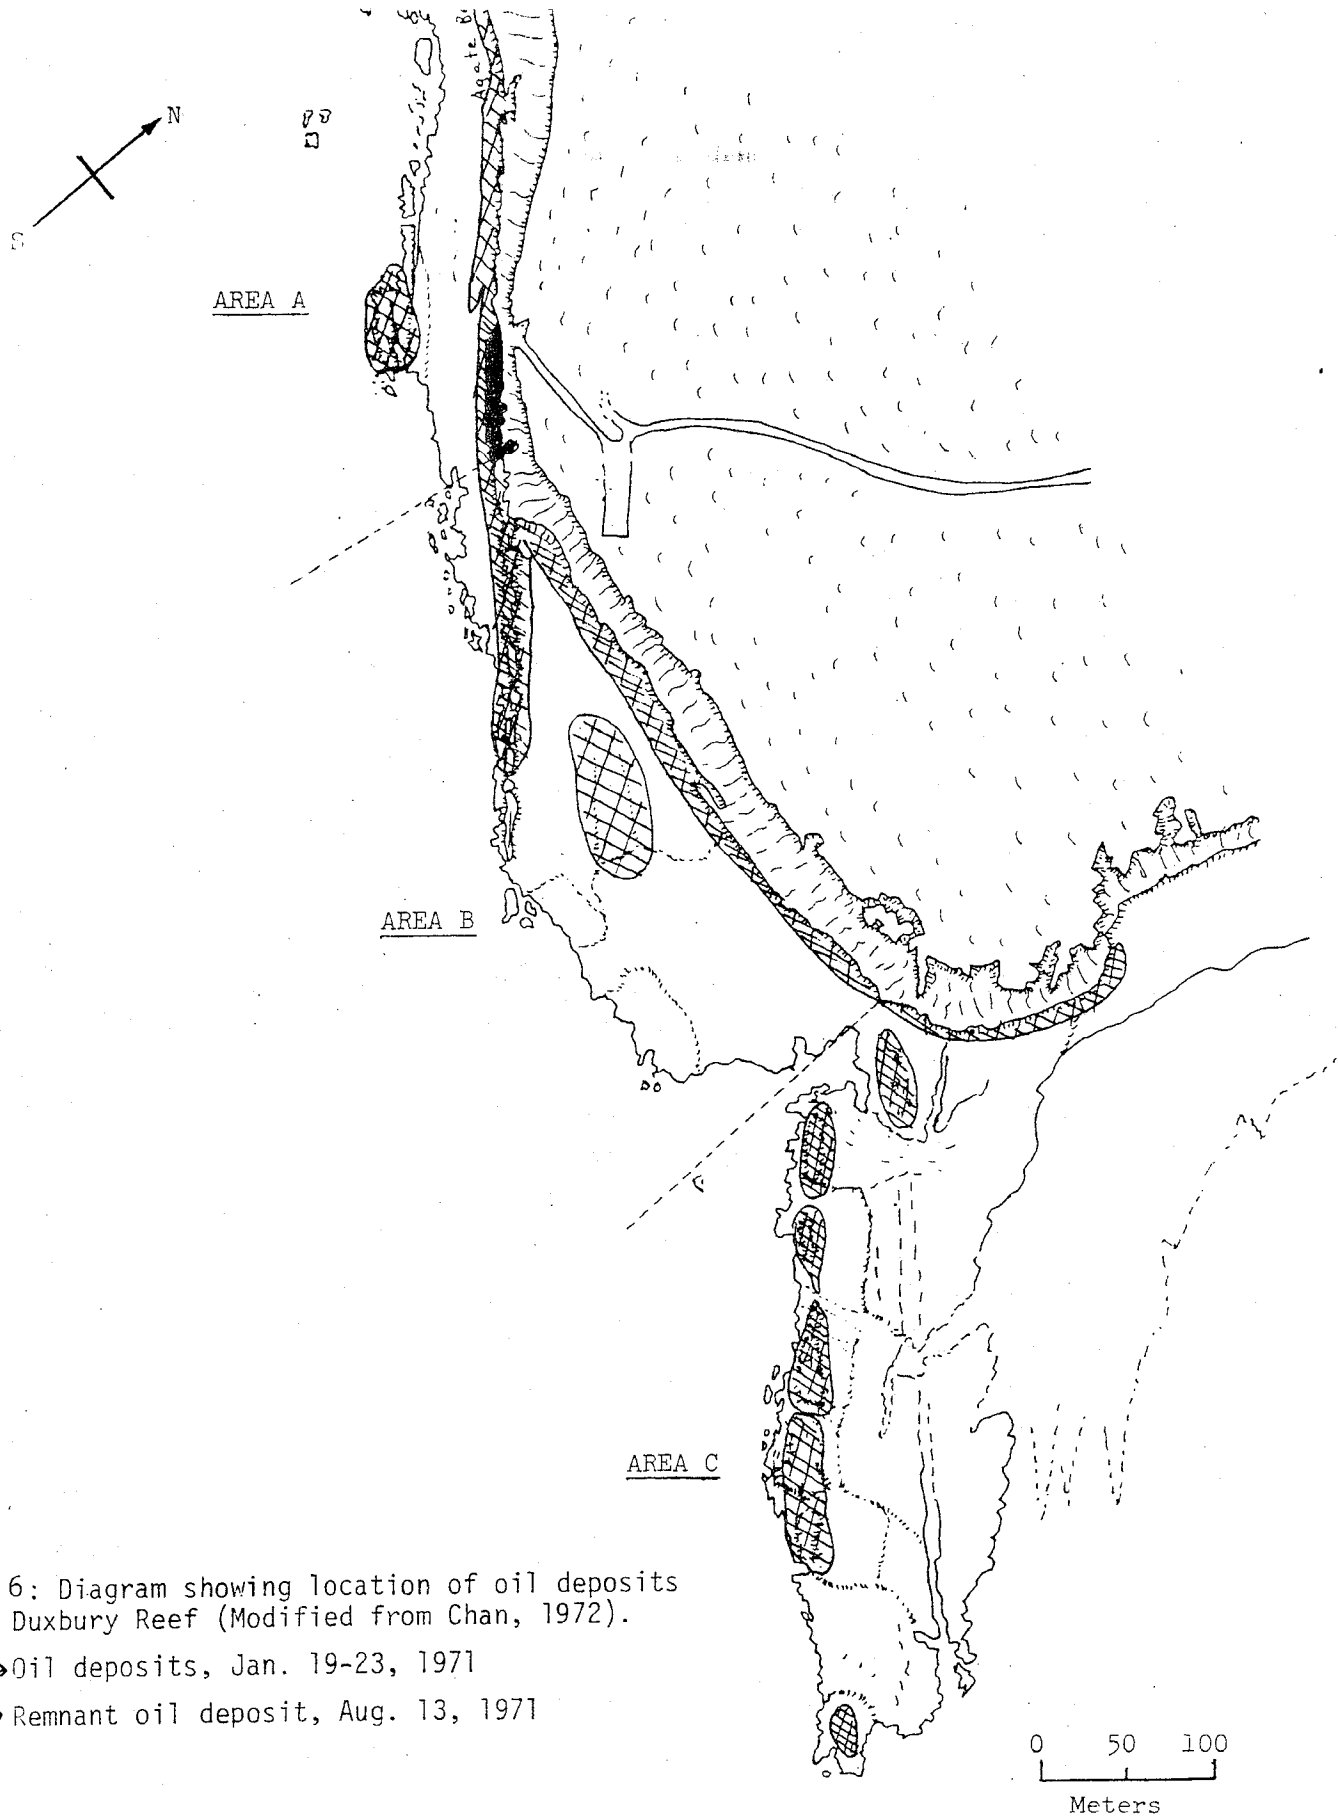 Agate
N
S
AREA A
AREA B
AREA C
6: Diagram showing location of oil deposits
Duxbury Reef (Modified from Chan, 1972).
Oil deposits, Jan. 19-23, 1971
Remnant oil deposit, Aug. 13, 1971
0 50 100
Meters